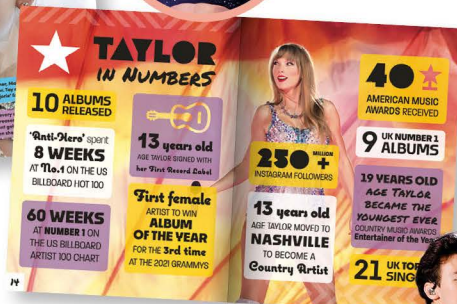 TAYLOR
IN NUMBERS
10 ALBUMS
RELEASED
'Anti-Hero' spent
8 WEEKS
AT No.1 ON THE US
BILLBOARD HOT 100
60 WEEKS
AT NUMBER 1 ON
THE US BILLBOARD
ARTIST 100 CHART
14
13 years old
AGE TAYLOR SIGNED WITH
her First Record Label
First female
ARTIST TO WIN
ALBUM
OF THE YEAR
FOR THE 3rd time
AT THE 2021 GRAMMYS
250 MILLION +
INSTAGRAM FOLLOWERS
13 years old
AGE TAYLOR MOVED TO
NASHVILLE
TO BECOME A
Country Artist
40
AMERICAN MUSIC
AWARDS RECEIVED
9 UK NUMBER 1
ALBUMS
19 YEARS OLD
AGE TAYLOR
BECAME THE
YOUNGEST EVER
COUNTRY MUSIC AWARDS
Entertainer of the Year
21 UK TOP